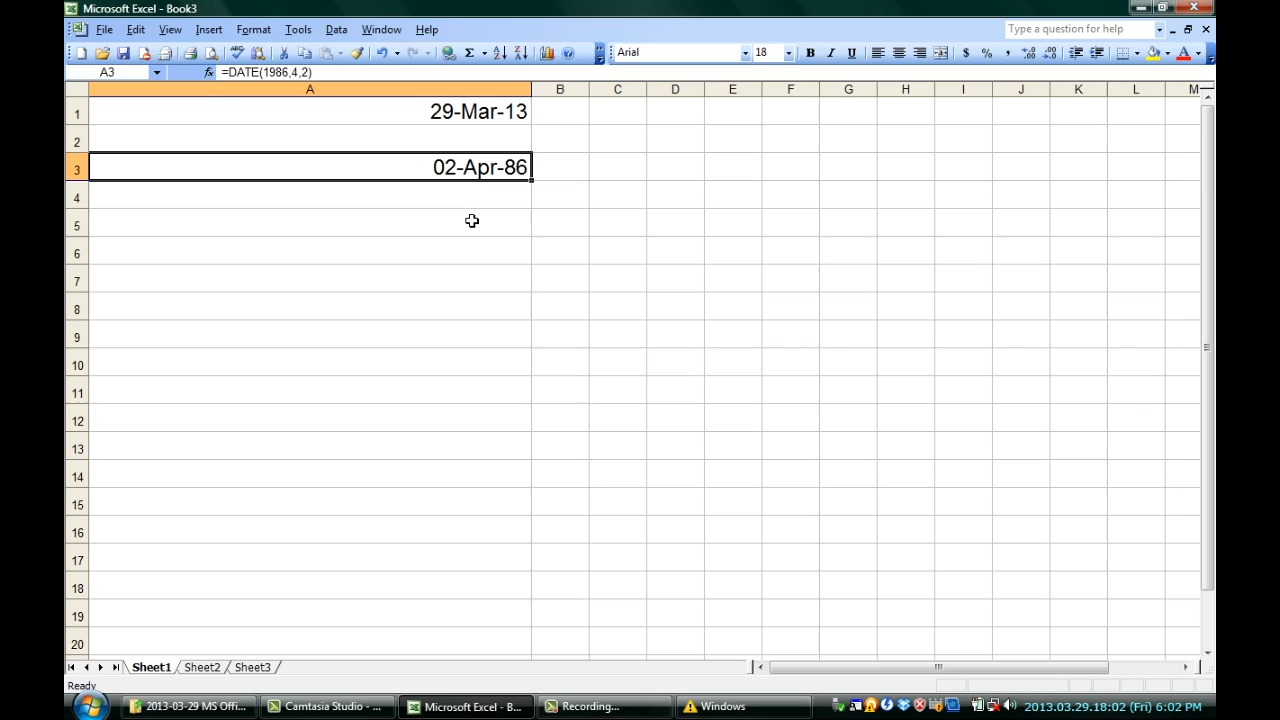 Microsoft Excel - Book3
File Edit View Insert Format Tools Data Window Help Type a question for help
Arial 18 B I U $ % ,
A3 fx =DATE(1986,4,2)
A B C D E F G H I J K L M
1 29-Mar-13
2
3 02-Apr-86
4
5
6
7
8
9
10
11
12
13
14
15
16
17
18
19
20
Sheet1 Sheet2 Sheet3
Ready
2013-03-29 MS Offi... Camtasia Studio - ... Microsoft Excel - B... Recording... Windows 2013.03.29.18:02 (Fri) 6:02 PM